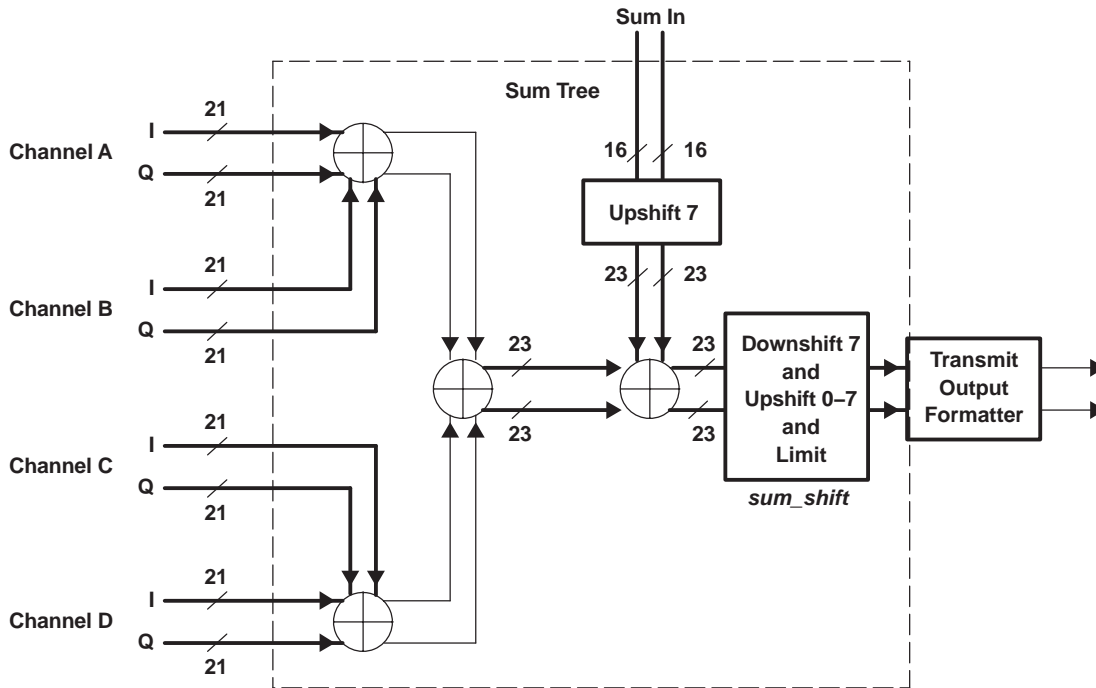 Sum In
Sum Tree
21
I
Channel A
Q
21
16 16
Upshift 7
23 23
21
I
Channel B
Q
21
23
23
23
23
Downshift 7
and
Upshift 0–7
and
Limit
sum_shift
Transmit
Output
Formatter
21
I
Channel C
Q
21
21
I
Channel D
Q
21